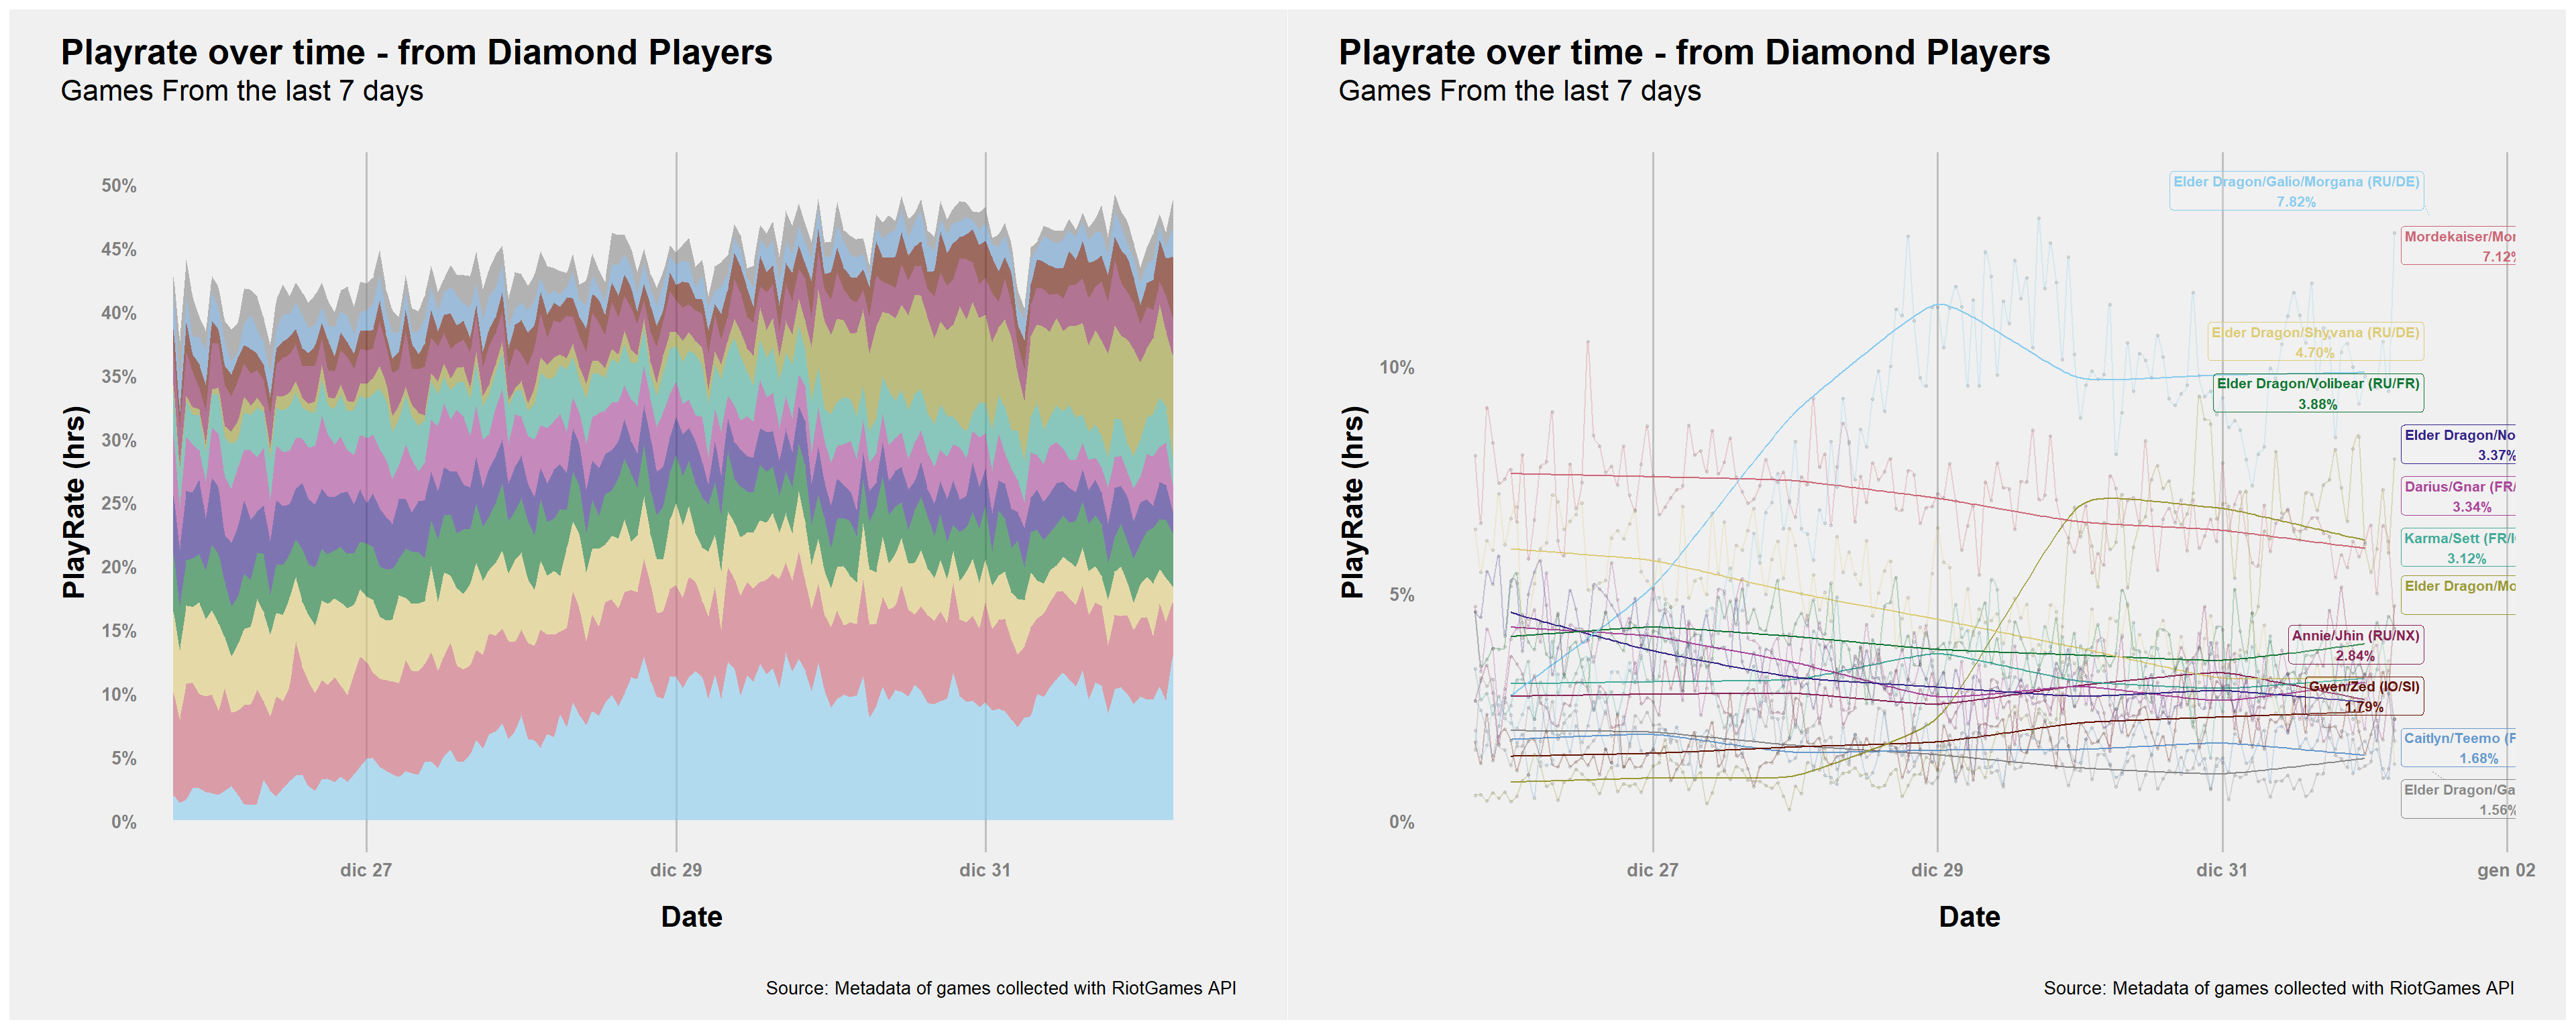 Playrate over time - from Diamond Players
Games From the last 7 days
PlayRate (hrs)
50%
45%
40%
35%
30%
25%
20%
15%
10%
5%
0%
dic 27
dic 29
dic 31
Date
Source: Metadata of games collected with RiotGames API
Playrate over time - from Diamond Players
Games From the last 7 days
PlayRate (hrs)
10%
5%
0%
Elder Dragon/Galio/Morgana (RU/DE)
7.82%
Mordekaiser/Mor
7.12%
Elder Dragon/Shyvana (RU/DE)
4.70%
Elder Dragon/Volibear (RU/FR)
3.88%
Elder Dragon/No
3.37%
Darius/Gnar (FR/
3.34%
Karma/Sett (FR/I
3.12%
Elder Dragon/Mo
Annie/Jhin (RU/NX)
2.84%
Gwen/Zed (IO/SI)
1.79%
Caitlyn/Teemo (F
1.68%
Elder Dragon/Ga
1.56%
dic 27
dic 29
dic 31
gen 02
Date
Source: Metadata of games collected with RiotGames API